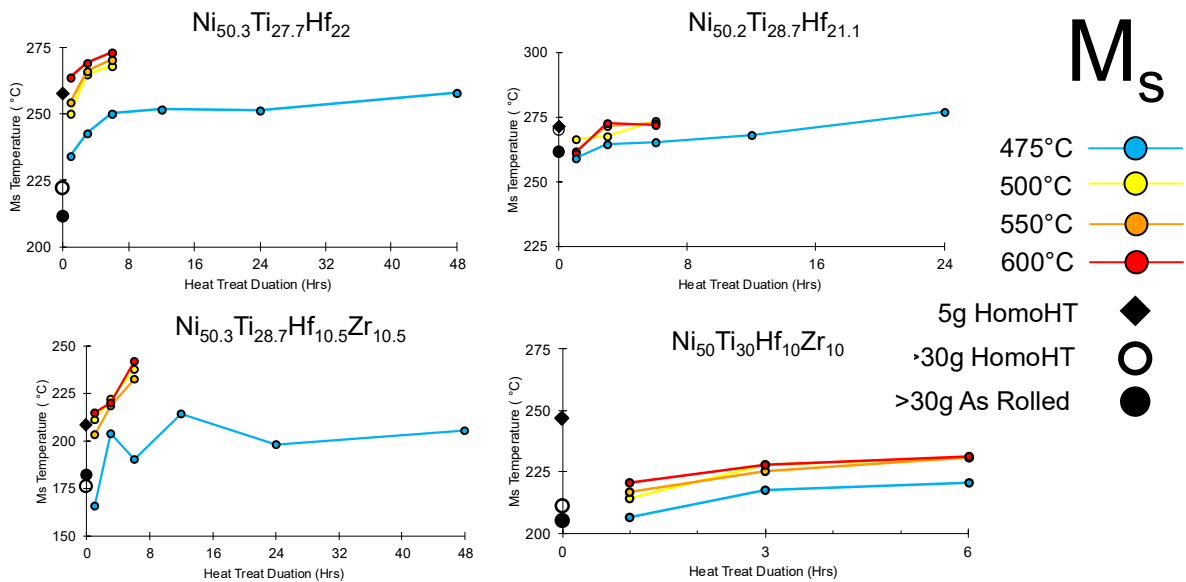 Ni50.3Ti27.7Hf22
275
250
225
200
Ms Temperature ( °C)
0 8 16 24 32 40 48
Heat Treat Duation (Hrs)
Ni50.2Ti28.7Hf21.1
300
275
250
225
Ms Temperature ( °C)
0 8 16 24
Heat Treat Duation (Hrs)
Ni50.3Ti28.7Hf10.5Zr10.5
250
225
200
175
150
Ms Temperature ( °C)
0 8 16 24 32 40 48
Heat Treat Duation (Hrs)
Ni50Ti30Hf10Zr10
275
250
225
200
Ms Temperature ( °C)
0 3 6
Heat Treat Duation (Hrs)
Ms
475°C
500°C
550°C
600°C
5g HomoHT
>30g HomoHT
>30g As Rolled